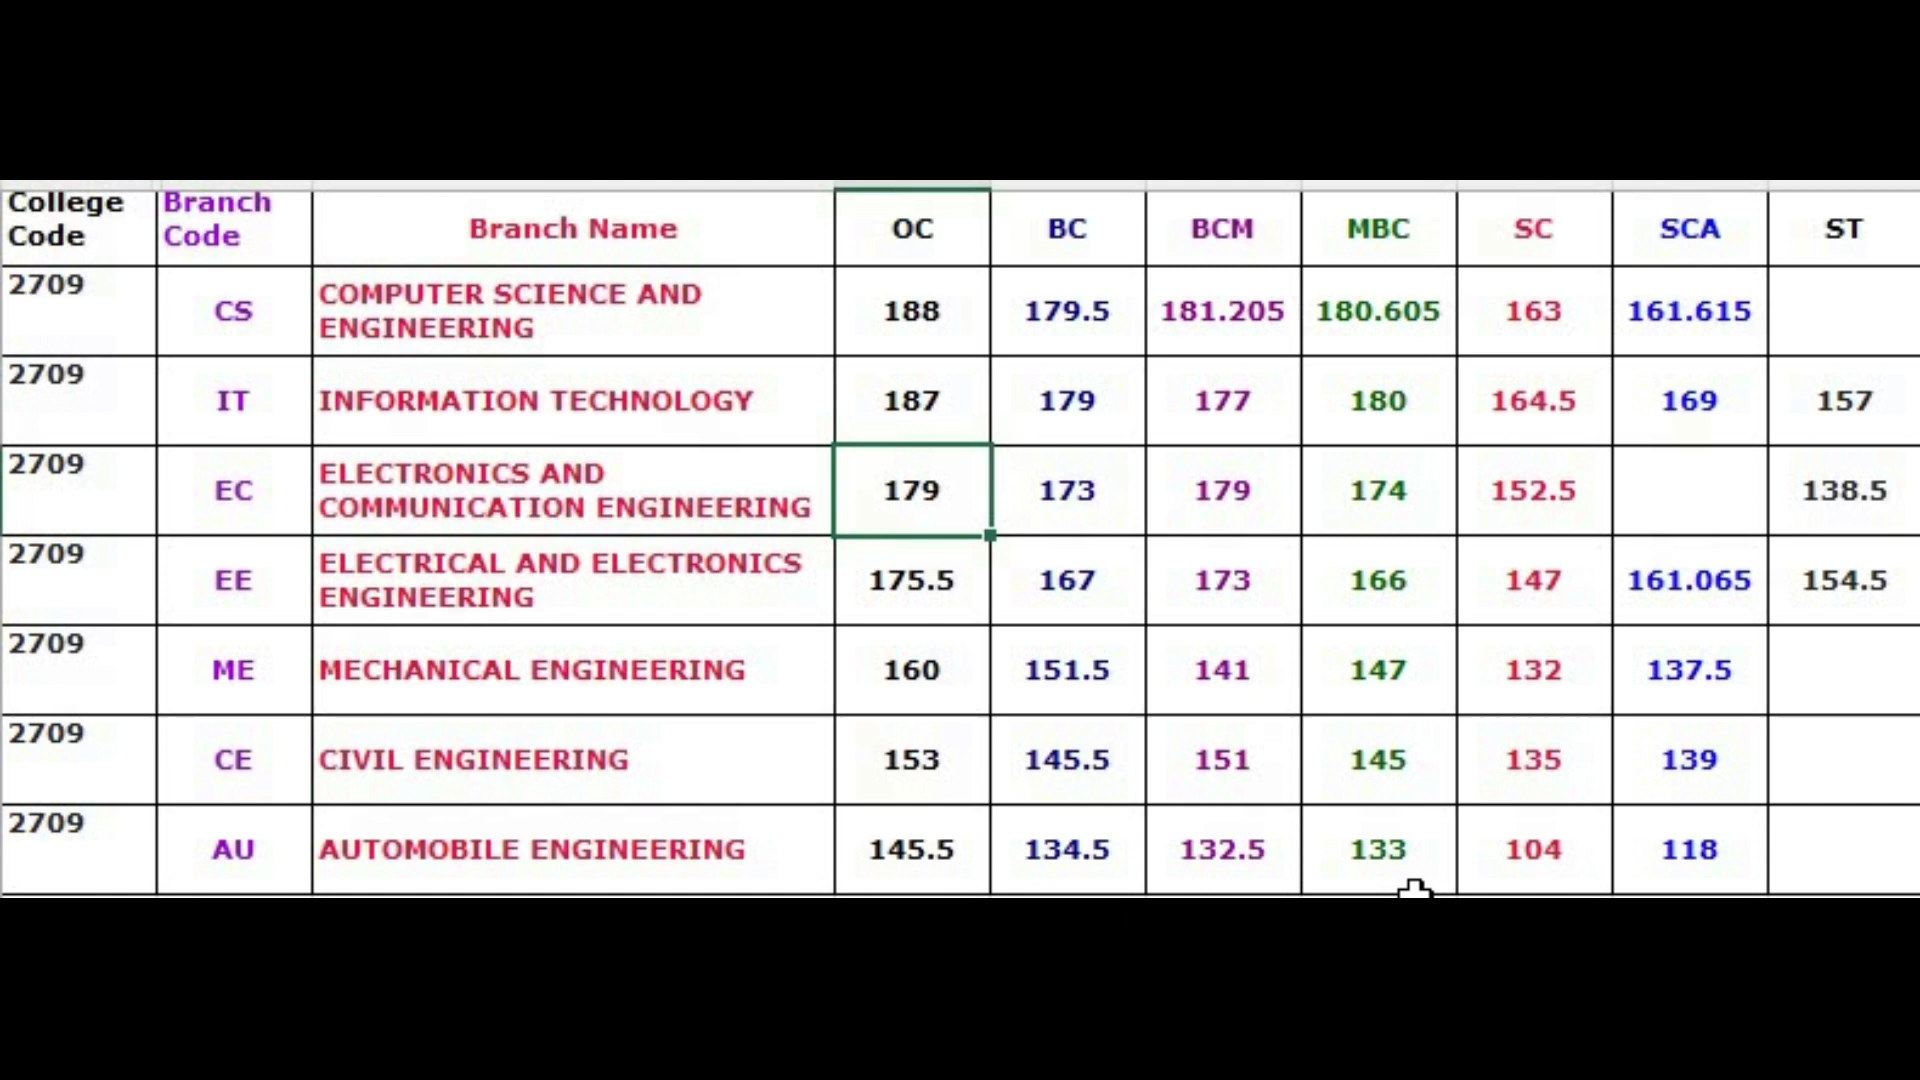 College Code Branch Code Branch Name OC BC BCM MBC SC SCA ST
2709 CS COMPUTER SCIENCE AND ENGINEERING 188 179.5 181.205 180.605 163 161.615
2709 IT INFORMATION TECHNOLOGY 187 179 177 180 164.5 169 157
2709 EC ELECTRONICS AND COMMUNICATION ENGINEERING 179 173 179 174 152.5 138.5
2709 EE ELECTRICAL AND ELECTRONICS ENGINEERING 175.5 167 173 166 147 161.065 154.5
2709 ME MECHANICAL ENGINEERING 160 151.5 141 147 132 137.5
2709 CE CIVIL ENGINEERING 153 145.5 151 145 135 139
2709 AU AUTOMOBILE ENGINEERING 145.5 134.5 132.5 133 104 118